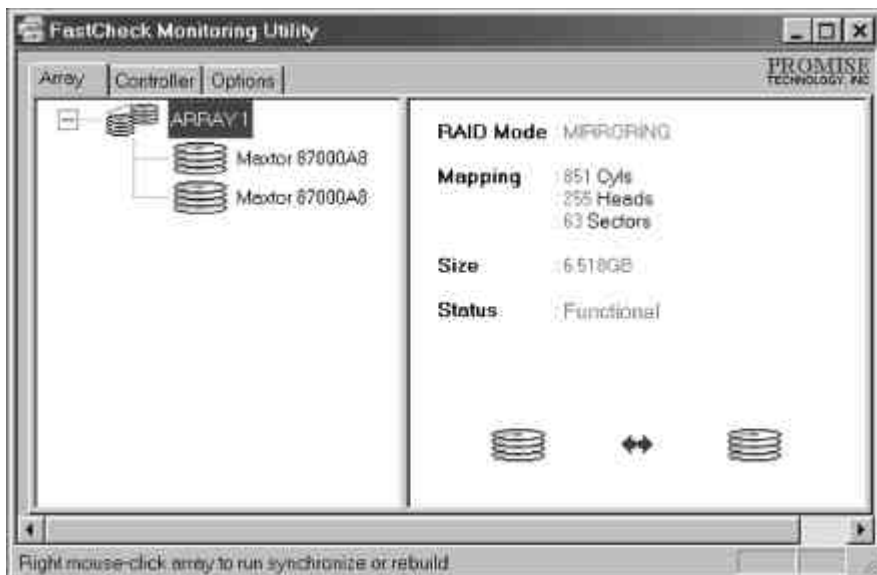 FastCheck Monitoring Utility
PROMISE
TECHNOLOGY, INC
Array Controller Options
ARRAY 1
Maxtor 87000A8
Maxtor 87000A8
RAID Mode : MIRRORING
Mapping : 851 Cyls
: 255 Heads
: 63 Sectors
Size : 6.518GB
Status : Functional
Right mouse-click array to run synchronize or rebuild